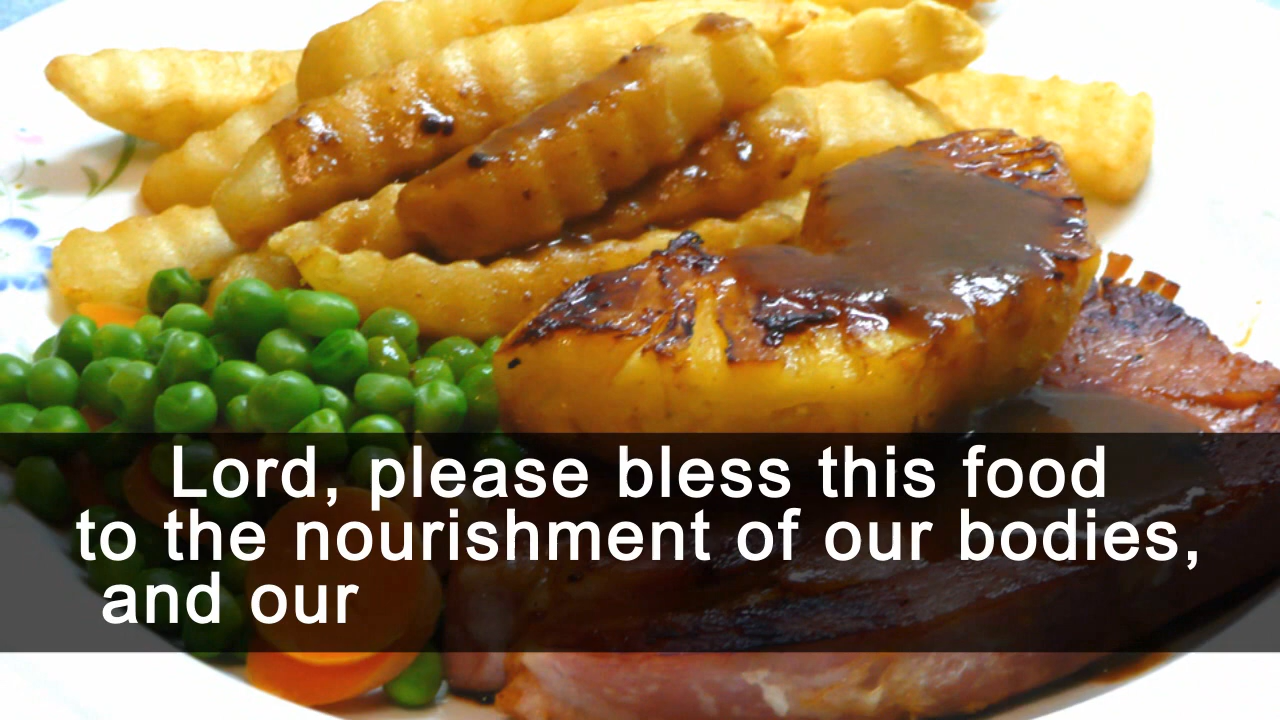 Lord, please bless this food
to the nourishment of our bodies,
and our